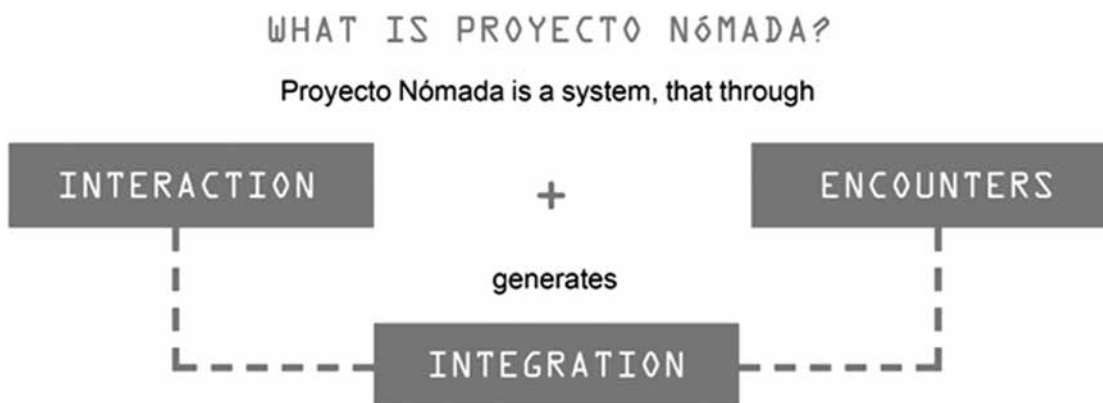 WHAT IS PROYECTO NóMADA?
Proyecto Nómada is a system, that through
INTERACTION + ENCOUNTERS
generates
INTEGRATION